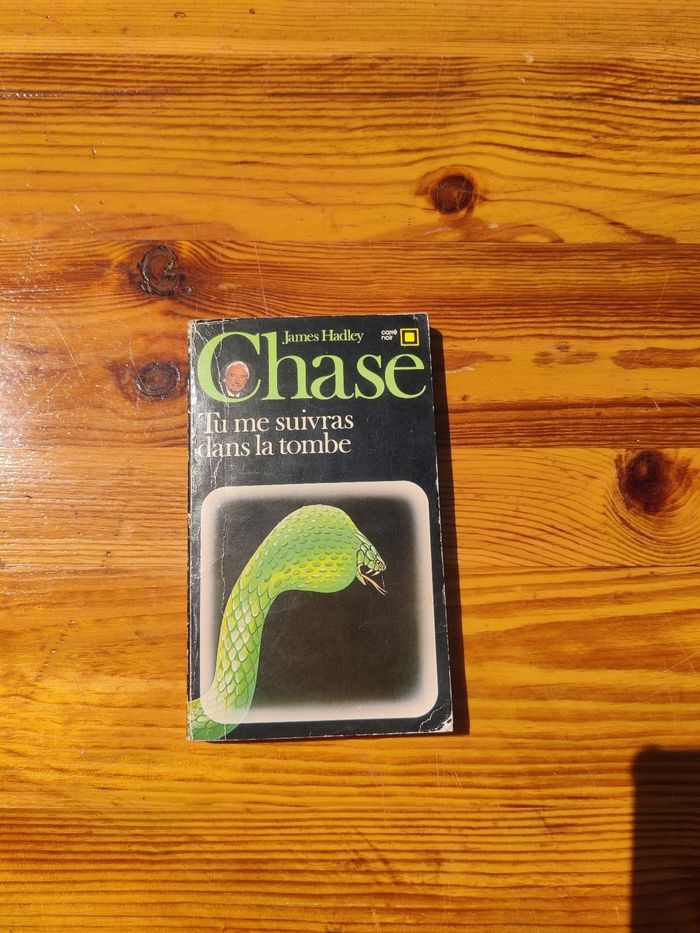 James Hadley
carré
noir
Chase
Tu me suivras
dans la tombe